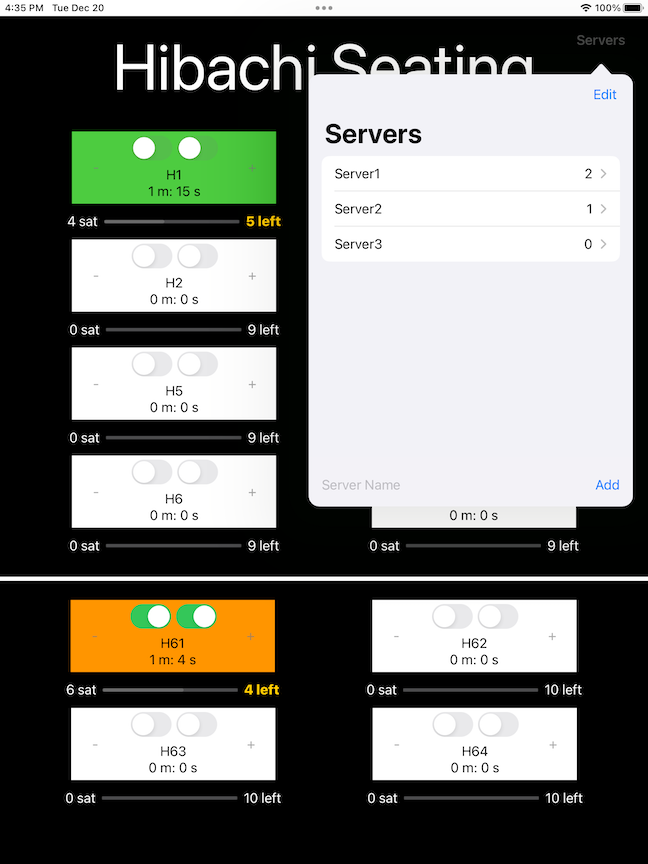 4:35 PM Tue Dec 20
100%
Servers
Hibachi Seating
Edit
Servers
Server1 2
Server2 1
Server3 0
Server Name Add
- H1 +
1 m: 15 s
4 sat 5 left
- H2 +
0 m: 0 s
0 sat 9 left
- H5 +
0 m: 0 s
0 sat 9 left
- H6 +
0 m: 0 s
0 sat 9 left
0 m: 0 s
0 sat 9 left
- H61 +
1 m: 4 s
6 sat 4 left
- H62 +
0 m: 0 s
0 sat 10 left
- H63 +
0 m: 0 s
0 sat 10 left
- H64 +
0 m: 0 s
0 sat 10 left